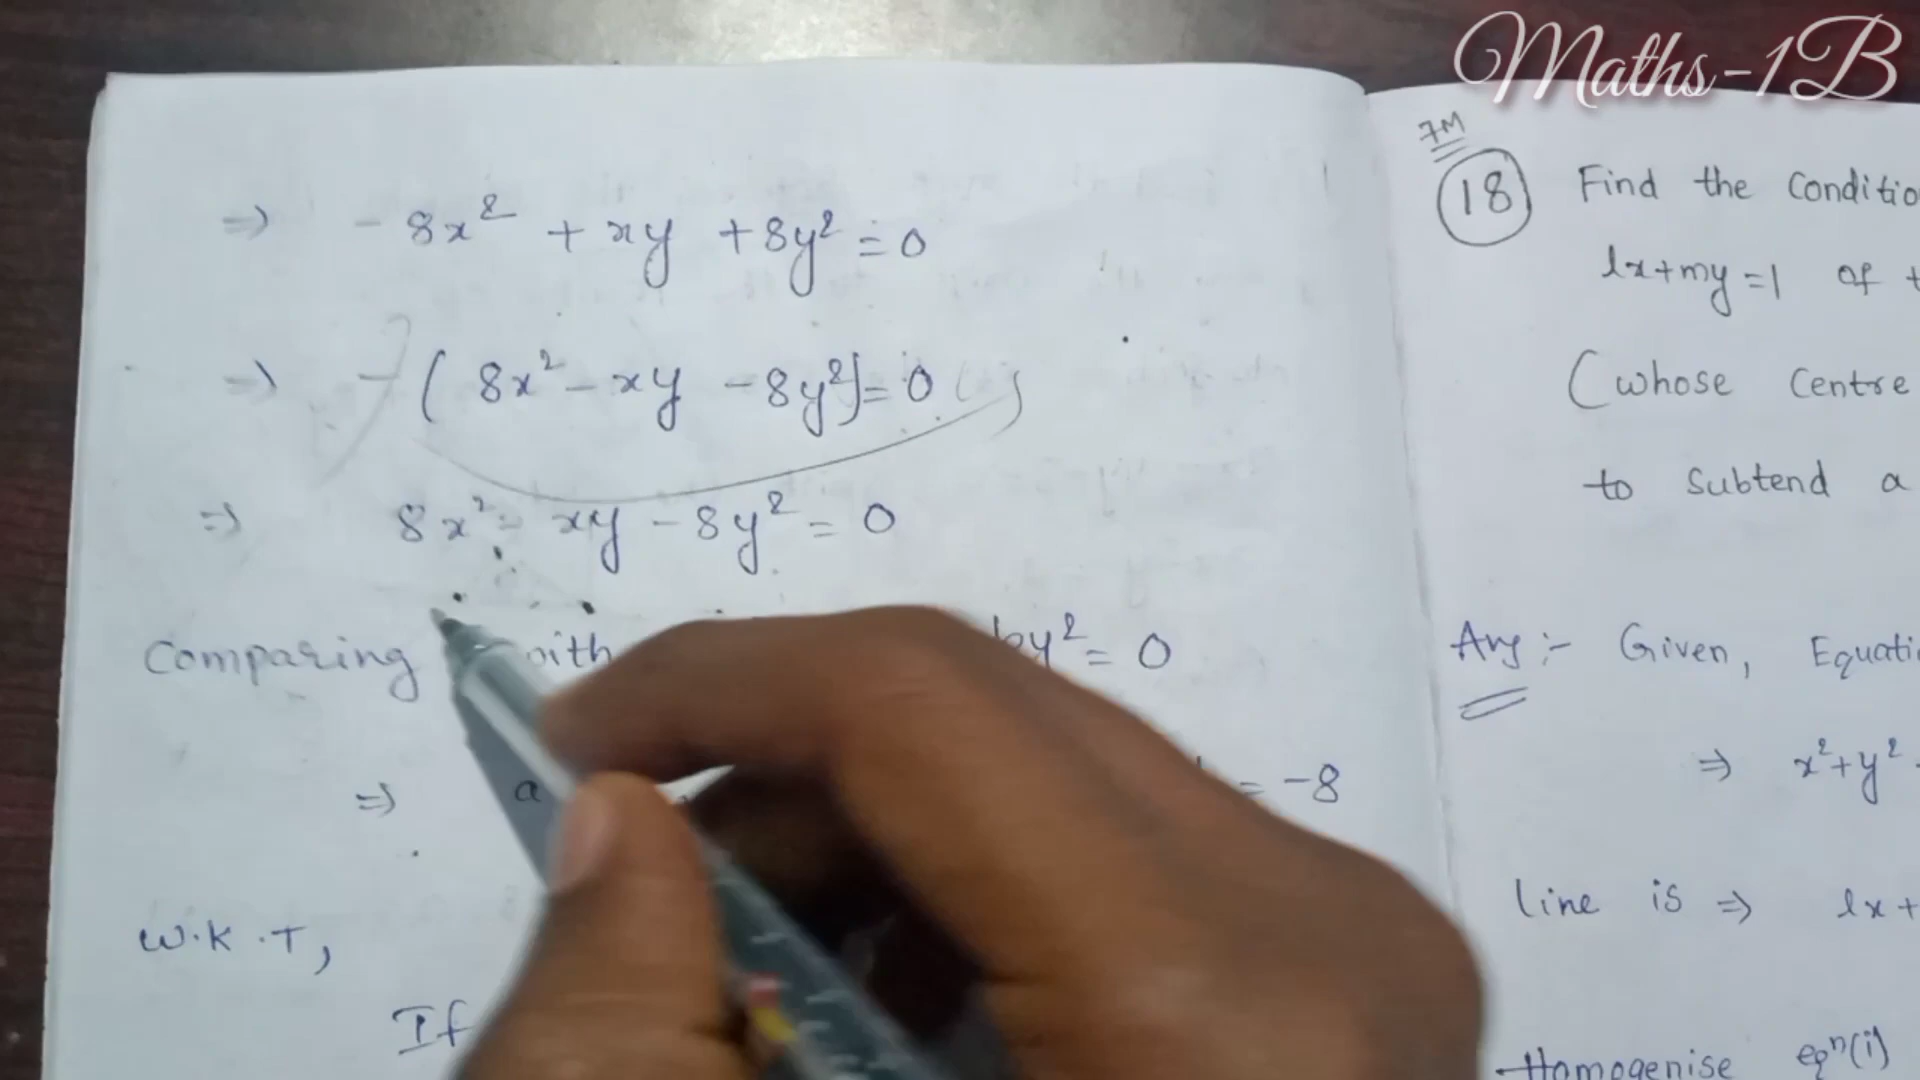 Maths-1B
⇒ - 8x² + xy + 8y² = 0
⇒ - ( 8x² - xy - 8y²) = 0
⇒ 8x² - xy - 8y² = 0
Comparing with by² = 0
⇒ a = -8
W.K.T,
If
7M
18 Find the Conditio
lx+my=1 of t
(whose Centre
to Subtend a
Ans :- Given, Equati
⇒ x²+y²
line is ⇒ lx+
Homogenise eqⁿ(i)